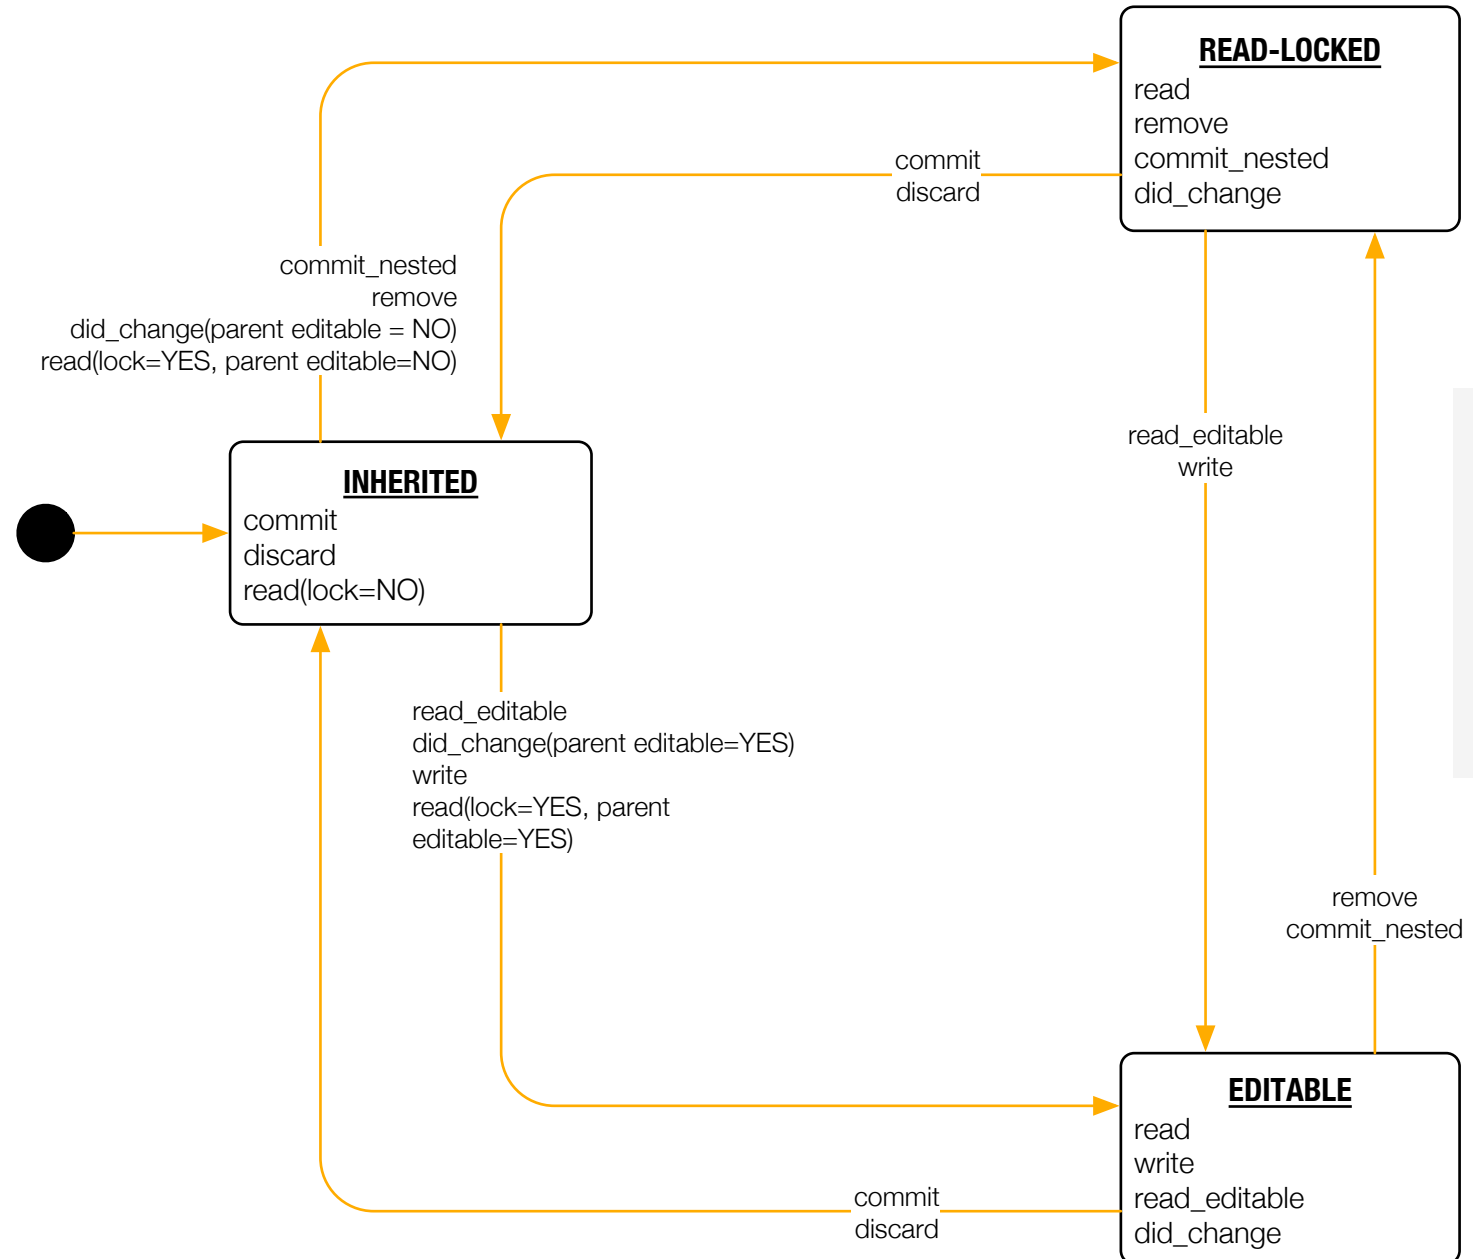 READ-LOCKED
read
remove
commit_nested
did_change
commit
discard
commit_nested
remove
did_change(parent editable = NO)
read(lock=YES, parent editable=NO)
read_editable
write
INHERITED
commit
discard
read(lock=NO)
read_editable
did_change(parent editable=YES)
write
read(lock=YES, parent
editable=YES)
remove
commit_nested
EDITABLE
read
write
read_editable
did_change
commit
discard